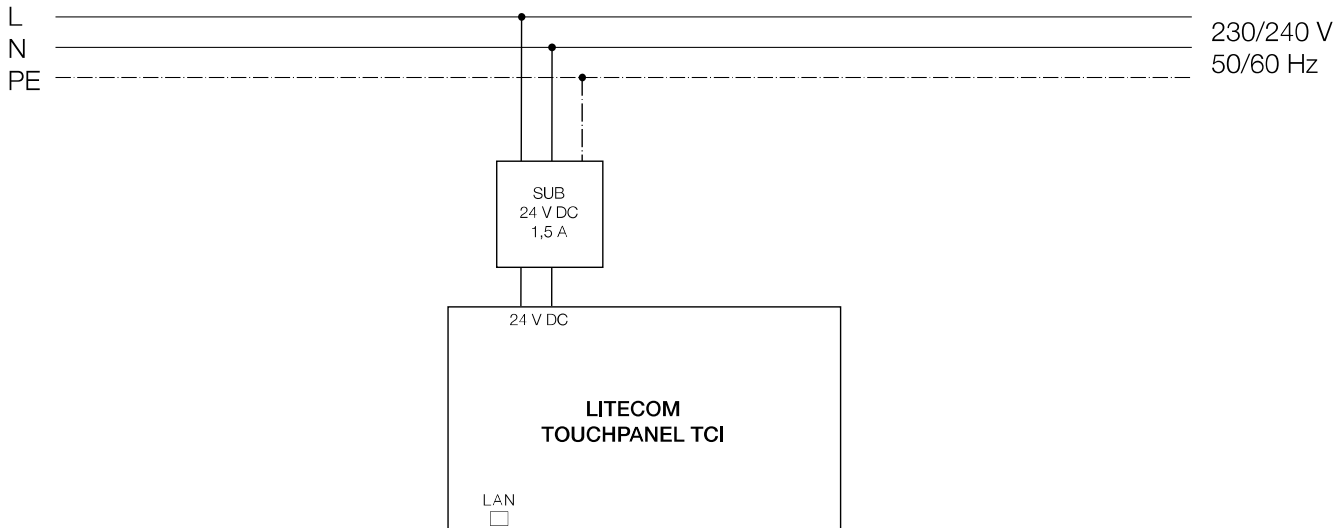 L
N
PE
230/240 V
50/60 Hz
SUB
24 V DC
1,5 A
24 V DC
LITECOM
TOUCHPANEL TCI
LAN